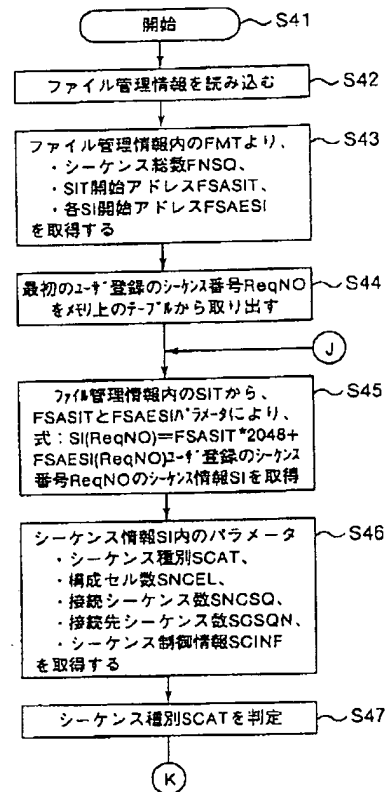 開始
S41
ファイル管理情報を読み込む
S42
ファイル管理情報内のFMTより、
・シーケンス総数FNSQ、
・SIT開始アドレスFSASIT、
・各SI開始アドレスFSAESI
を取得する
S43
最初のユーザ登録のシーケンス番号ReqNO
をメモリ上のテーブルから取り出す
S44
J
ファイル管理情報内のSITから、
FSASITとFSAESIパラメータにより、
式：SI(ReqNO)=FSASIT*2048+
FSAESI(ReqNO)ユーザ登録のシーケンス
番号ReqNOのシーケンス情報SIを取得
S45
シーケンス情報SI内のパラメータ
・シーケンス種別SCAT、
・構成セル数SNCEL、
・接続シーケンス数SNCSQ、
・接続先シーケンス数SCSQN、
・シーケンス制御情報SCINF
を取得する
S46
シーケンス種別SCATを判定
S47
K